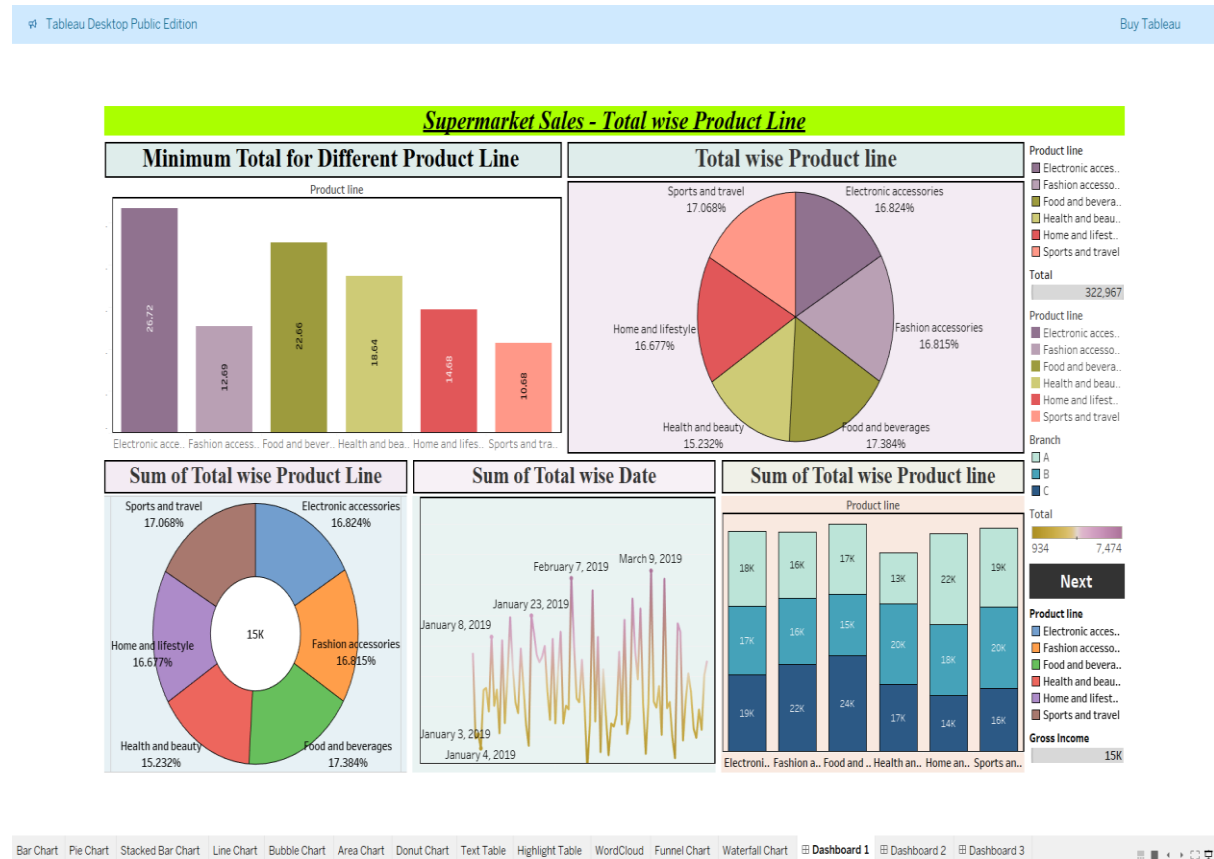 Tableau Desktop Public Edition
Buy Tableau
Supermarket Sales - Total wise Product Line
Minimum Total for Different Product Line
Product line
26.72
12.69
22.66
18.64
14.68
10.68
Electronic acce..
Fashion access..
Food and bever..
Health and bea..
Home and lifes..
Sports and tra..
Total wise Product line
Sports and travel
17.068%
Electronic accessories
16.824%
Home and lifestyle
16.677%
Fashion accessories
16.815%
Health and beauty
15.232%
Food and beverages
17.384%
Product line
Electronic acces..
Fashion accesso..
Food and bevera..
Health and beau..
Home and lifest..
Sports and travel
Total
322,967
Product line
Electronic acces..
Fashion accesso..
Food and bevera..
Health and beau..
Home and lifest..
Sports and travel
Branch
A
B
C
Total
934
7,474
Next
Product line
Electronic acces..
Fashion accesso..
Food and bevera..
Health and beau..
Home and lifest..
Sports and travel
Gross Income
15K
Sum of Total wise Product Line
Sports and travel
17.068%
Electronic accessories
16.824%
15K
Home and lifestyle
16.677%
Fashion accessories
16.815%
Health and beauty
15.232%
Food and beverages
17.384%
Sum of Total wise Date
February 7, 2019
March 9, 2019
January 23, 2019
January 8, 2019
January 3, 2019
January 4, 2019
Sum of Total wise Product line
Product line
18K
16K
17K
13K
22K
19K
17K
16K
15K
20K
18K
20K
19K
22K
24K
17K
14K
16K
Electroni..
Fashion a..
Food and ..
Health an..
Home an..
Sports an..
Bar Chart
Pie Chart
Stacked Bar Chart
Line Chart
Bubble Chart
Area Chart
Donut Chart
Text Table
Highlight Table
WordCloud
Funnel Chart
Waterfall Chart
Dashboard 1
Dashboard 2
Dashboard 3